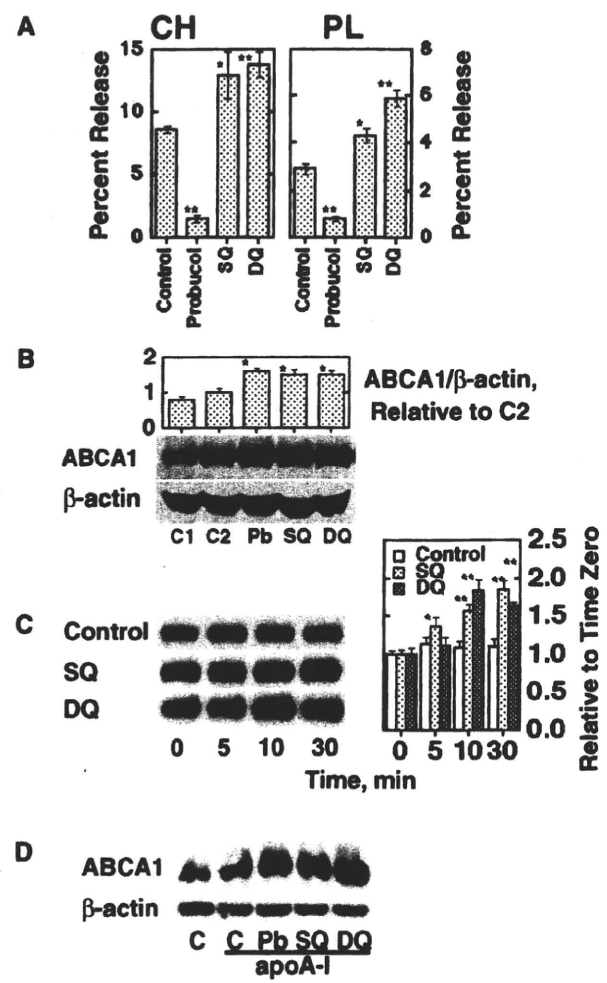 A
CH
PL
Percent Release
15
10
5
0
8
6
4
2
0
Percent Release
* ** ** * ** **
Control Probucol SQ DQ
Control Probucol SQ DQ
B
2
1
0
* * *
ABCA1/β-actin,
Relative to C2
ABCA1
β-actin
C1 C2 Pb SQ DQ
C
Control
SQ
DQ
0 5 10 30
Time, min
Control
SQ
DQ
2.5
2.0
1.5
1.0
0.5
0.0
0 5 10 30
Relative to Time Zero
D
ABCA1
β-actin
C C Pb SQ DQ
apoA-I